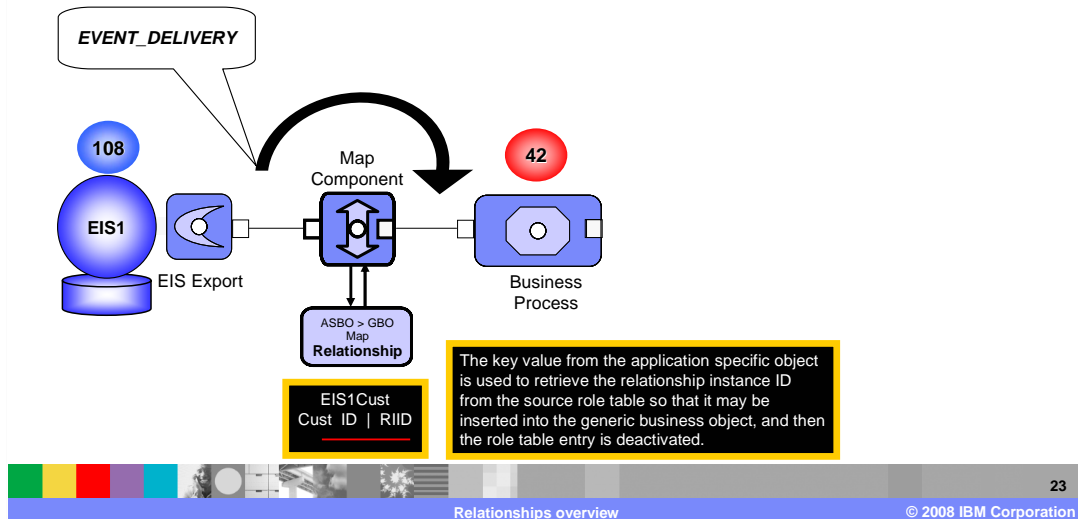 EVENT_DELIVERY
108
42
Map
Component
EIS1
EIS Export
Business
Process
ASBO > GBO
Map
Relationship
EIS1Cust
Cust ID | RIID
The key value from the application specific object
is used to retrieve the relationship instance ID
from the source role table so that it may be
inserted into the generic business object, and then
the role table entry is deactivated.
23
Relationships overview
© 2008 IBM Corporation